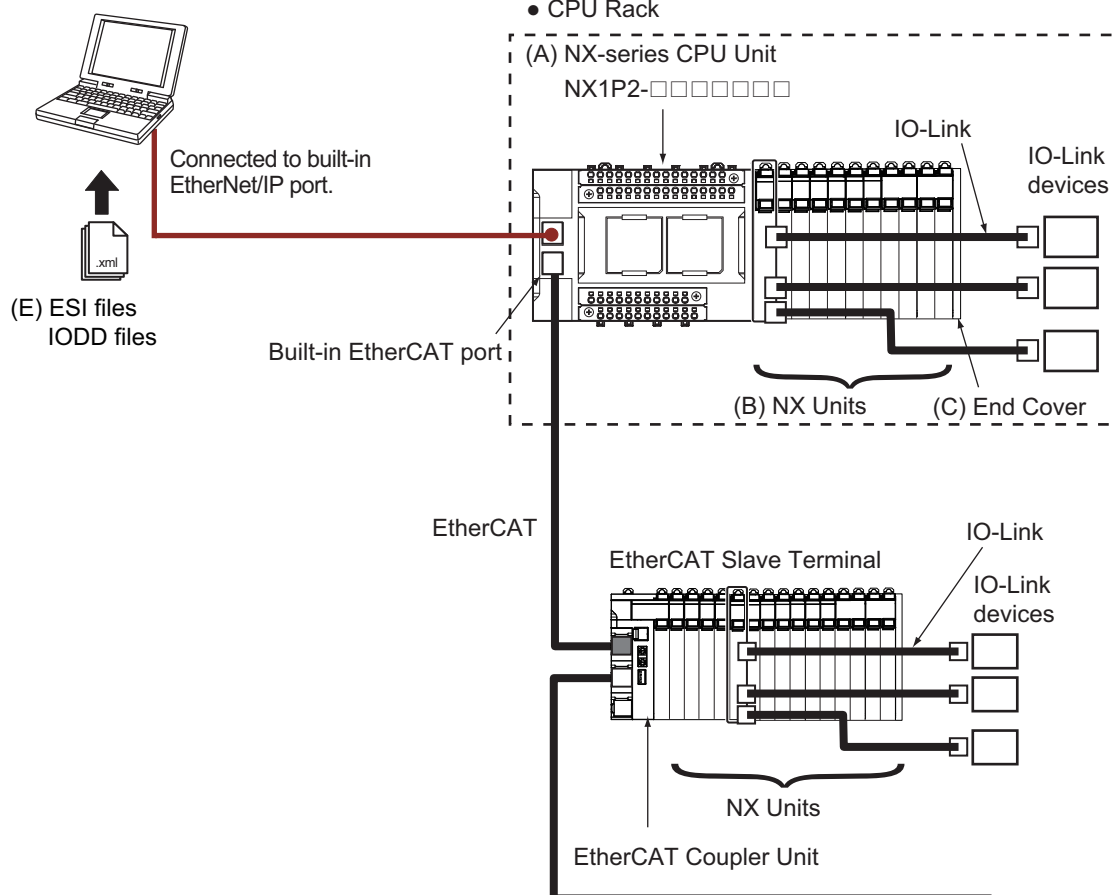 ● CPU Rack
(A) NX-series CPU Unit
NX1P2-□□□□□□□
IO-Link
IO-Link
devices
Connected to built-in
EtherNet/IP port.
.xml
(E) ESI files
IODD files
Built-in EtherCAT port
(B) NX Units
(C) End Cover
EtherCAT
IO-Link
EtherCAT Slave Terminal
IO-Link
devices
NX Units
EtherCAT Coupler Unit